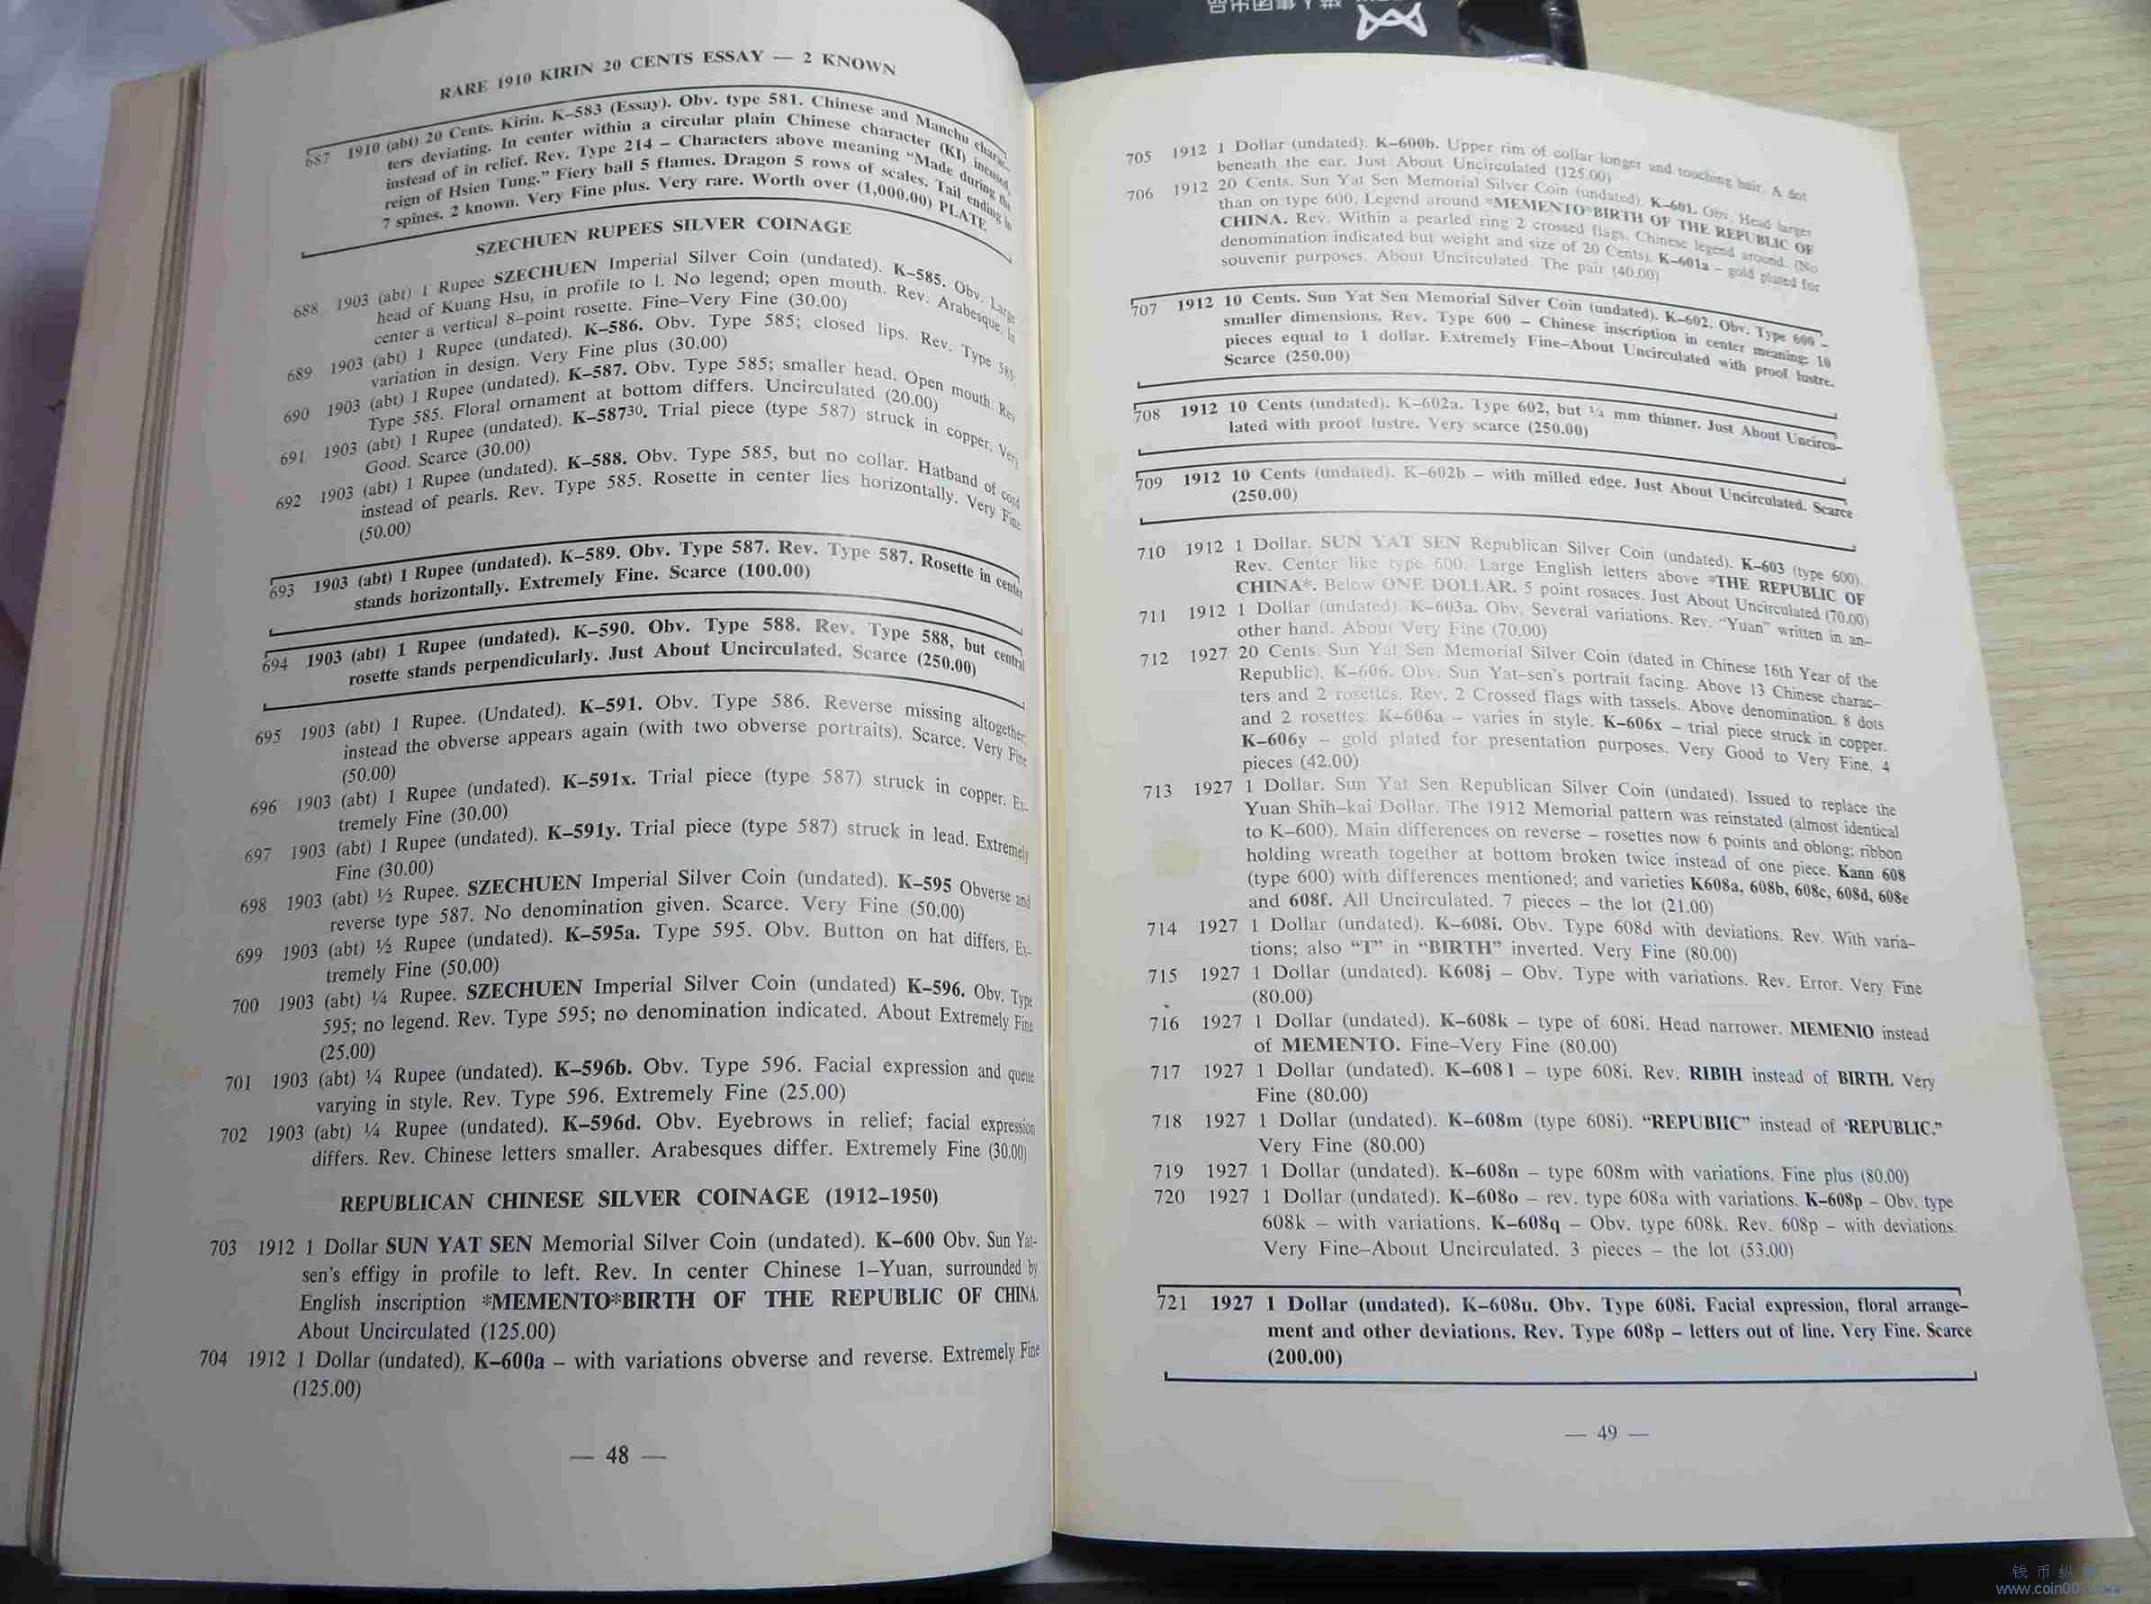 RARE 1910 KIRIN 20 CENTS ESSAY — 2 KNOWN
687 1910 (abt) 20 Cents. Kirin. K–583 (Essay). Obv. type 581. Chinese and Manchu charac-
ters deviating. In center within a circular plain Chinese character (KI) incused,
instead of in relief. Rev. Type 214 – Characters above meaning "Made during the
reign of Hsien Tung." Fiery ball 5 flames. Dragon 5 rows of scales. Tail ending in
7 spines. 2 known. Very Fine plus. Very rare. Worth over (1,000.00) PLATE
SZECHUEN RUPEES SILVER COINAGE
688 1903 (abt) 1 Rupee SZECHUEN Imperial Silver Coin (undated). K–585. Obv. Large
head of Kuang Hsu, in profile to l. No legend; open mouth. Rev. Arabesque. In
center a vertical 8–point rosette. Fine–Very Fine (30.00)
689 1903 (abt) 1 Rupee (undated). K–586. Obv. Type 585; closed lips. Rev. Type 585
variation in design. Very Fine plus (30.00)
690 1903 (abt) 1 Rupee (undated). K–587. Obv. Type 585; smaller head. Open mouth. Rev.
Type 585. Floral ornament at bottom differs. Uncirculated (20.00)
691 1903 (abt) 1 Rupee (undated). K–58730. Trial piece (type 587) struck in copper. Very
Good. Scarce (30.00)
692 1903 (abt) 1 Rupee (undated). K–588. Obv. Type 585, but no collar. Hatband of cord
instead of pearls. Rev. Type 585. Rosette in center lies horizontally. Very Fine
(50.00)
693 1903 (abt) 1 Rupee (undated). K–589. Obv. Type 587. Rev. Type 587. Rosette in center
stands horizontally. Extremely Fine. Scarce (100.00)
694 1903 (abt) 1 Rupee (undated). K–590. Obv. Type 588. Rev. Type 588, but central
rosette stands perpendicularly. Just About Uncirculated. Scarce (250.00)
695 1903 (abt) 1 Rupee. (Undated). K–591. Obv. Type 586. Reverse missing altogether,
instead the obverse appears again (with two obverse portraits). Scarce. Very Fine
(50.00)
696 1903 (abt) 1 Rupee (undated). K–591x. Trial piece (type 587) struck in copper. Ex-
tremely Fine (30.00)
697 1903 (abt) 1 Rupee (undated). K–591y. Trial piece (type 587) struck in lead. Extremely
Fine (30.00)
698 1903 (abt) ½ Rupee. SZECHUEN Imperial Silver Coin (undated). K–595 Obverse and
reverse type 587. No denomination given. Scarce. Very Fine (50.00)
699 1903 (abt) ½ Rupee (undated). K–595a. Type 595. Obv. Button on hat differs. Ex-
tremely Fine (50.00)
700 1903 (abt) ¼ Rupee. SZECHUEN Imperial Silver Coin (undated) K–596. Obv. Type
595; no legend. Rev. Type 595; no denomination indicated. About Extremely Fine
(25.00)
701 1903 (abt) ¼ Rupee (undated). K–596b. Obv. Type 596. Facial expression and queue
varying in style. Rev. Type 596. Extremely Fine (25.00)
702 1903 (abt) ¼ Rupee (undated). K–596d. Obv. Eyebrows in relief; facial expression
differs. Rev. Chinese letters smaller. Arabesques differ. Extremely Fine (30.00)
REPUBLICAN CHINESE SILVER COINAGE (1912–1950)
703 1912 1 Dollar SUN YAT SEN Memorial Silver Coin (undated). K–600 Obv. Sun Yat-
sen's effigy in profile to left. Rev. In center Chinese 1–Yuan, surrounded by
English inscription *MEMENTO*BIRTH OF THE REPUBLIC OF CHINA.
About Uncirculated (125.00)
704 1912 1 Dollar (undated). K–600a – with variations obverse and reverse. Extremely Fine
(125.00)
— 48 —
705 1912 1 Dollar (undated). K–600b. Upper rim of collar longer and touching hair. A dot
beneath the ear. Just About Uncirculated (125.00)
706 1912 20 Cents. Sun Yat Sen Memorial Silver Coin (undated). K–601. Obv. Head larger
than on type 600. Legend around *MEMENTO*BIRTH OF THE REPUBLIC OF
CHINA. Rev. Within a pearled ring 2 crossed flags. Chinese legend around. (No
denomination indicated but weight and size of 20 Cents). K–601a – gold plated for
souvenir purposes. About Uncirculated. The pair (40.00)
707 1912 10 Cents. Sun Yat Sen Memorial Silver Coin (undated). K–602. Obv. Type 600 –
smaller dimensions. Rev. Type 600 – Chinese inscription in center meaning: 10
pieces equal to 1 dollar. Extremely Fine–About Uncirculated with proof lustre.
Scarce (250.00)
708 1912 10 Cents (undated). K–602a. Type 602, but ¼ mm thinner. Just About Uncircu-
lated with proof lustre. Very scarce (250.00)
709 1912 10 Cents (undated). K–602b – with milled edge. Just About Uncirculated. Scarce
(250.00)
710 1912 1 Dollar. SUN YAT SEN Republican Silver Coin (undated). K–603 (type 600).
Rev. Center like type 600. Large English letters above *THE REPUBLIC OF
CHINA*. Below ONE DOLLAR. 5 point rosaces. Just About Uncirculated (70.00)
711 1912 1 Dollar (undated). K–603a. Obv. Several variations. Rev. "Yuan" written in an-
other hand. About Very Fine (70.00)
712 1927 20 Cents. Sun Yat Sen Memorial Silver Coin (dated in Chinese 16th Year of the
Republic). K–606. Obv. Sun Yat–sen's portrait facing. Above 13 Chinese charac-
ters and 2 rosettes. Rev. 2 Crossed flags with tassels. Above denomination. 8 dots
and 2 rosettes. K–606a – varies in style. K–606x – trial piece struck in copper.
K–606y – gold plated for presentation purposes. Very Good to Very Fine. 4
pieces (42.00)
713 1927 1 Dollar. Sun Yat Sen Republican Silver Coin (undated). Issued to replace the
Yuan Shih–kai Dollar. The 1912 Memorial pattern was reinstated (almost identical
to K–600). Main differences on reverse – rosettes now 6 points and oblong; ribbon
holding wreath together at bottom broken twice instead of one piece. Kann 608
(type 600) with differences mentioned; and varieties K608a, 608b, 608c, 608d, 608e
and 608f. All Uncirculated. 7 pieces – the lot (21.00)
714 1927 1 Dollar (undated). K–608i. Obv. Type 608d with deviations. Rev. With varia-
tions; also "T" in "BIRTH" inverted. Very Fine (80.00)
715 1927 1 Dollar (undated). K608j – Obv. Type with variations. Rev. Error. Very Fine
(80.00)
716 1927 1 Dollar (undated). K–608k – type of 608i. Head narrower. MEMENIO instead
of MEMENTO. Fine–Very Fine (80.00)
717 1927 1 Dollar (undated). K–608l – type 608i. Rev. RIBIH instead of BIRTH. Very
Fine (80.00)
718 1927 1 Dollar (undated). K–608m (type 608i). "REPUBIIC" instead of 'REPUBLIC."
Very Fine (80.00)
719 1927 1 Dollar (undated). K–608n – type 608m with variations. Fine plus (80.00)
720 1927 1 Dollar (undated). K–608o – rev. type 608a with variations. K–608p – Obv. type
608k – with variations. K–608q – Obv. type 608k. Rev. 608p – with deviations.
Very Fine–About Uncirculated. 3 pieces – the lot (53.00)
721 1927 1 Dollar (undated). K–608u. Obv. Type 608i. Facial expression, floral arrange-
ment and other deviations. Rev. Type 608p – letters out of line. Very Fine. Scarce
(200.00)
— 49 —
钱币纵
www.coin007.com